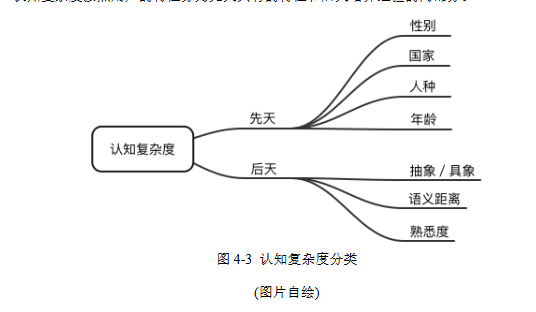 性别
国家
人种
先天
年龄
认知复杂度
后天
抽象 / 具象
语义距离
熟悉度
图 4-3 认知复杂度分类
(图片自绘)